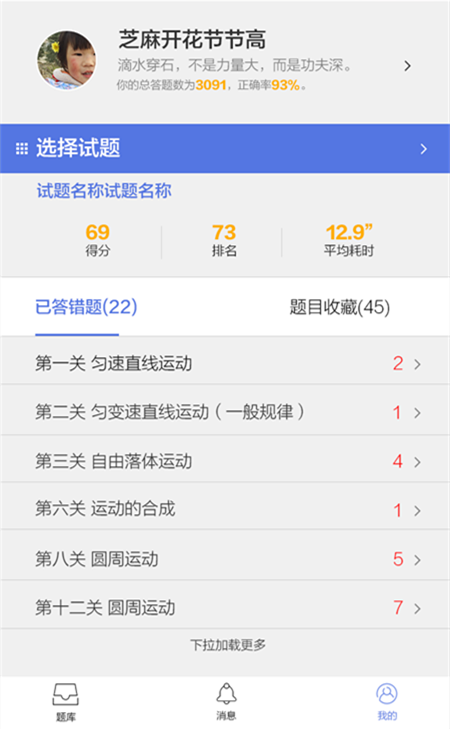 芝麻开花节节高
滴水穿石，不是力量大，而是功夫深。
你的总答题数为3091，正确率93%。
选择试题
试题名称试题名称
69 73 12.9”
得分 排名 平均耗时
已答错题(22) 题目收藏(45)
第一关 匀速直线运动 2
第二关 匀变速直线运动（一般规律） 1
第三关 自由落体运动 4
第六关 运动的合成 1
第八关 圆周运动 5
第十二关 圆周运动 7
下拉加载更多
题库 消息 我的